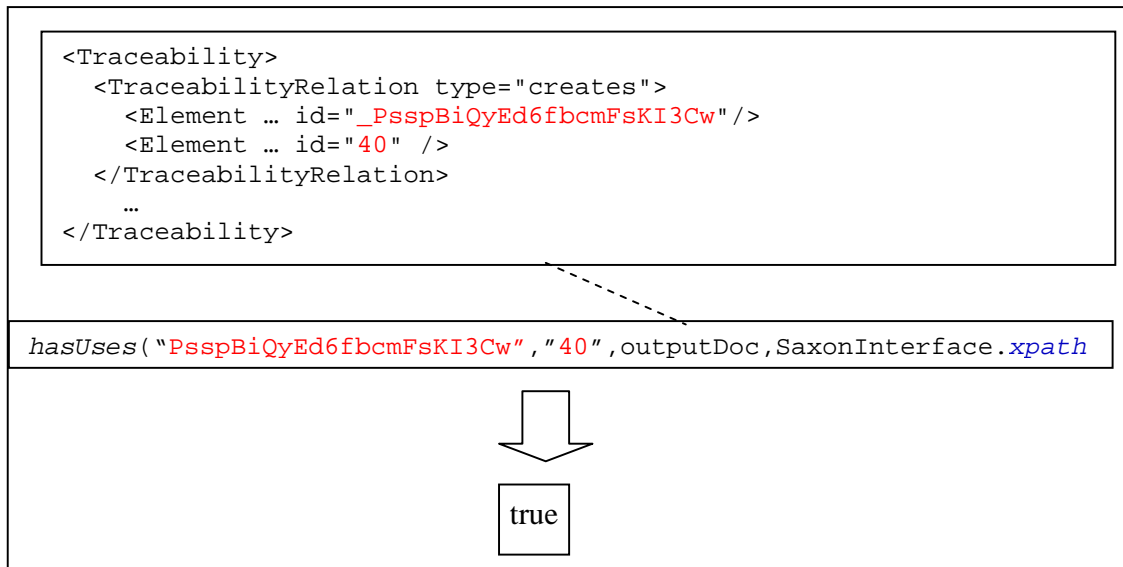 <Traceability>
<TraceabilityRelation type="creates">
<Element … id="_PsspBiQyEd6fbcmFsKI3Cw"/>
<Element … id="40" />
</TraceabilityRelation>
…
</Traceability>
hasUses(“PsspBiQyEd6fbcmFsKI3Cw”,”40”,outputDoc,SaxonInterface.xpath
true